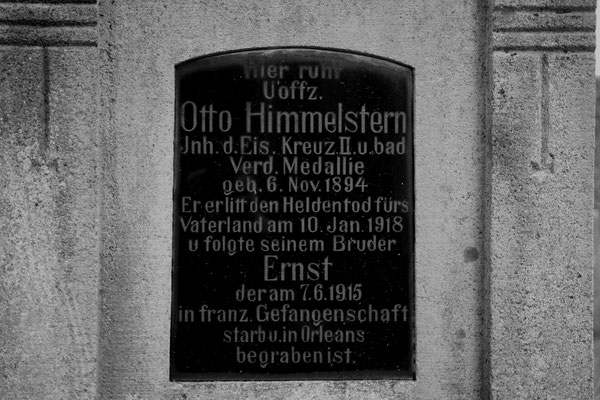 Hier ruht
U'offz.
Otto Himmelstern
Jnh. d. Eis. Kreuz. II. u. bad
Verd. Medallie
geb. 6. Nov. 1894
Er erlitt den Heldentod fürs
Vaterland am 10. Jan. 1918
u folgte seinem Bruder
Ernst
der am 7.6.1915
in franz. Gefangenschaft
starb u. in Orleans
begraben ist.